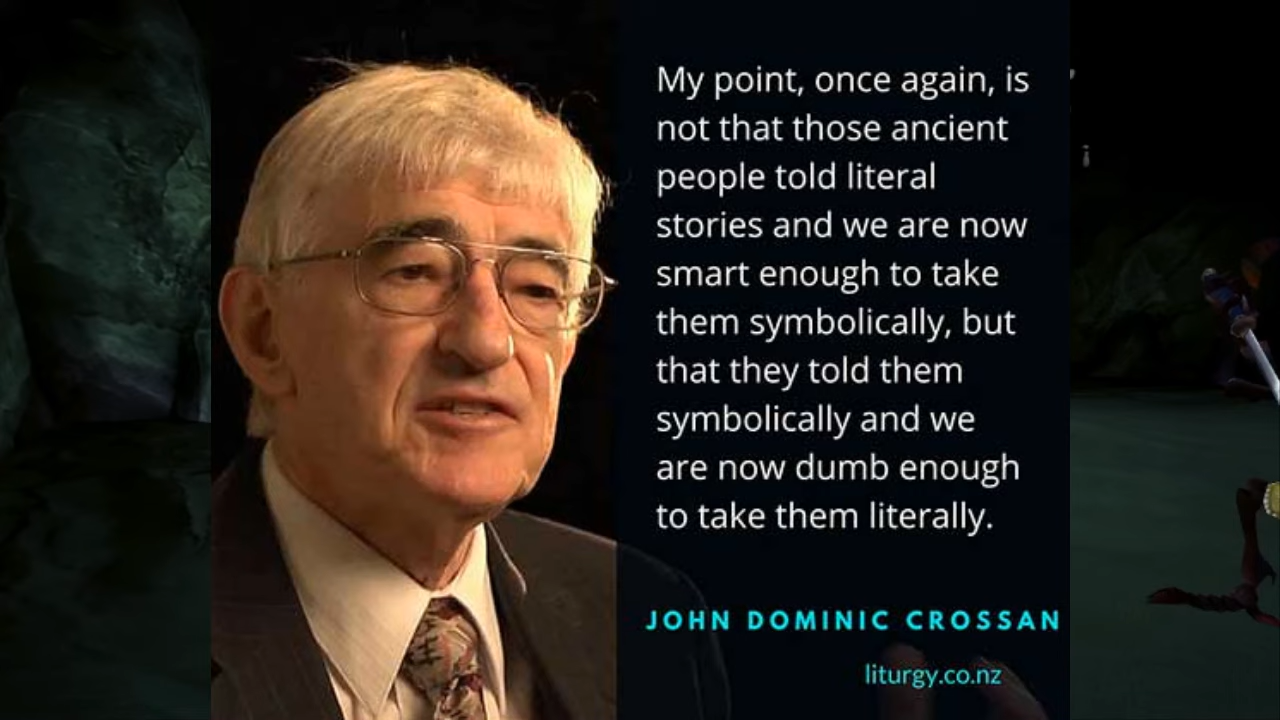 My point, once again, is
not that those ancient
people told literal
stories and we are now
smart enough to take
them symbolically, but
that they told them
symbolically and we
are now dumb enough
to take them literally.
JOHN DOMINIC CROSSAN
liturgy.co.nz